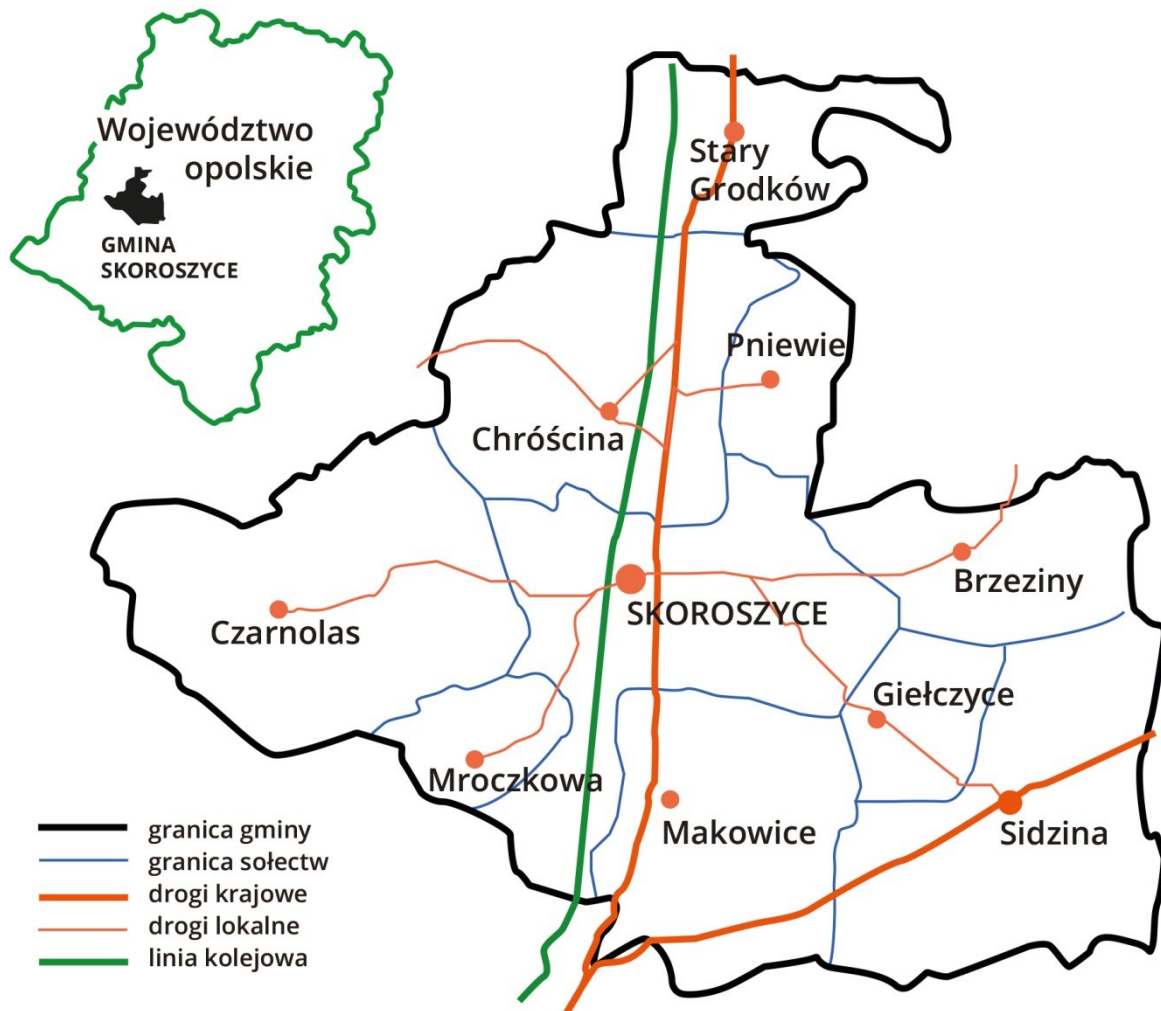 Województwo
opolskie
GMINA
SKOROSZYCE
Stary
Grodków
Pniewie
Chróścina
Brzeziny
SKOROSZYCE
Czarnolas
Giełczyce
Mroczkowa
Makowice
Sidzina
granica gminy
granica sołectw
drogi krajowe
drogi lokalne
linia kolejowa